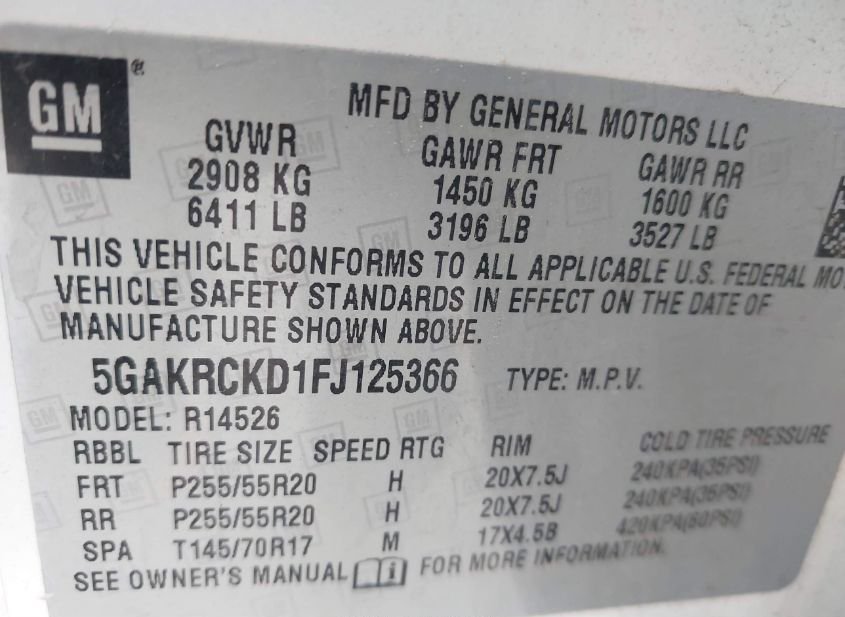 GM
MFD BY GENERAL MOTORS LLC
GVWR GAWR FRT GAWR RR
2908 KG 1450 KG 1600 KG
6411 LB 3196 LB 3527 LB
THIS VEHICLE CONFORMS TO ALL APPLICABLE U.S. FEDERAL MO
VEHICLE SAFETY STANDARDS IN EFFECT ON THE DATE OF
MANUFACTURE SHOWN ABOVE.
5GAKRCKD1FJ125366 TYPE: M.P.V.
MODEL: R14526
RBBL TIRE SIZE SPEED RTG RIM COLD TIRE PRESSURE
FRT P255/55R20 H 20X7.5J 240KPA(35PSI)
RR P255/55R20 H 20X7.5J 240KPA(35PSI)
SPA T145/70R17 M 17X4.5B 420KPA(60PSI)
SEE OWNER'S MANUAL FOR MORE INFORMATION.